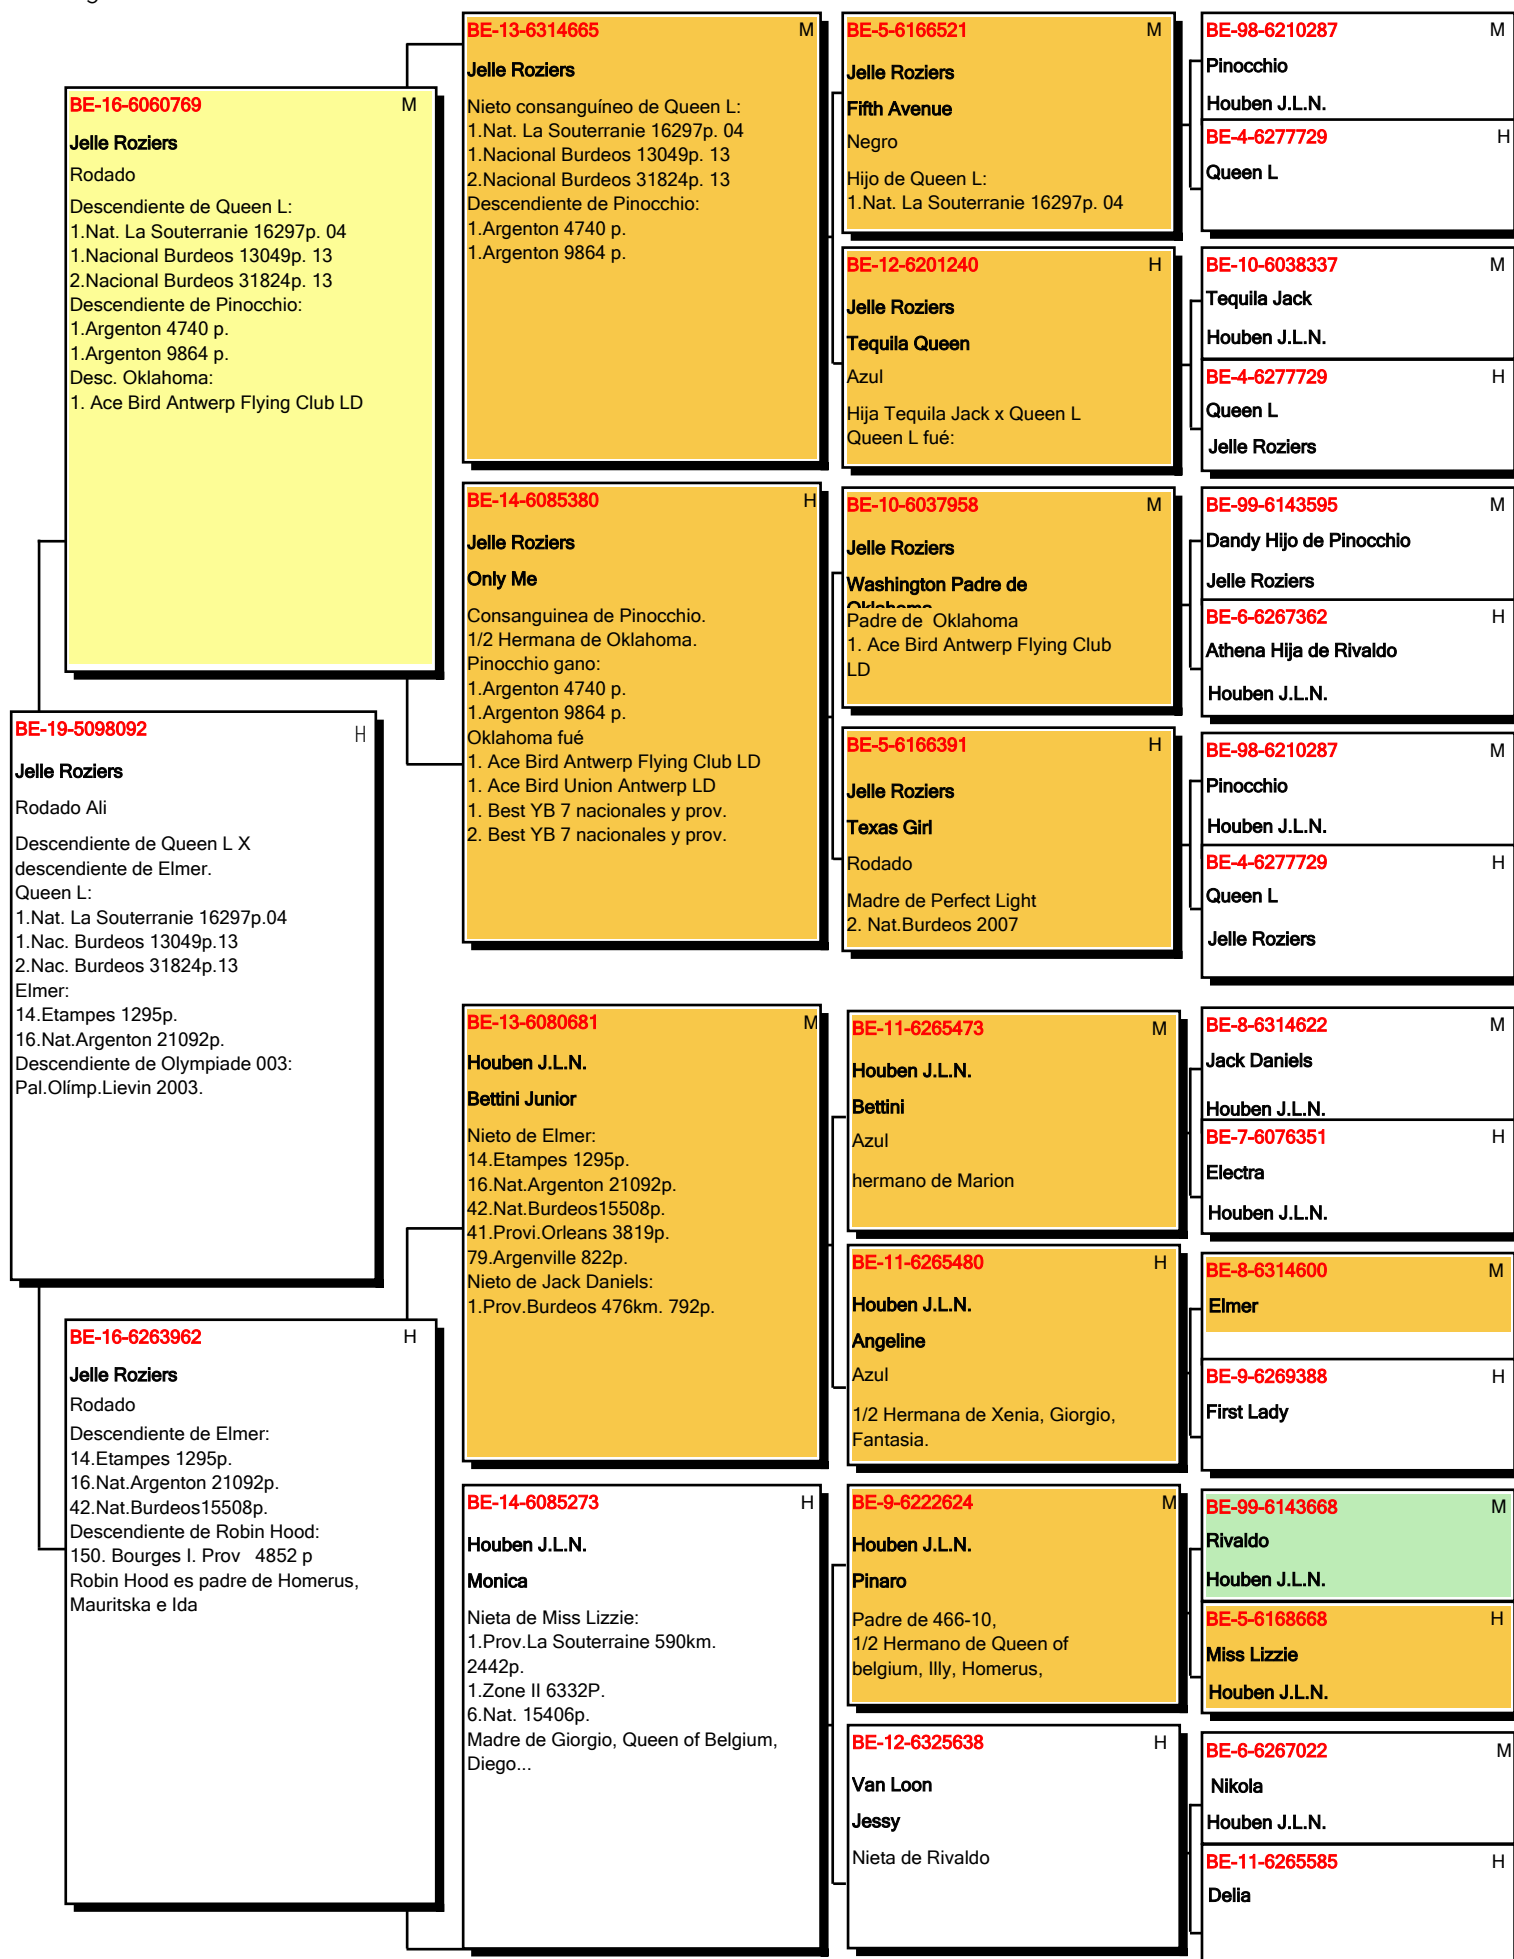 BE-16-6060769 M
Jelle Roziers
Rodado
Descendiente de Queen L:
1.Nat. La Souterranie 16297p. 04
1.Nacional Burdeos 13049p. 13
2.Nacional Burdeos 31824p. 13
Descendiente de Pinocchio:
1.Argenton 4740 p.
1.Argenton 9864 p.
Desc. Oklahoma:
1. Ace Bird Antwerp Flying Club LD
BE-19-5098092 H
Jelle Roziers
Rodado Ali
Descendiente de Queen L X
descendiente de Elmer.
Queen L:
1.Nat. La Souterranie 16297p.04
1.Nac. Burdeos 13049p.13
2.Nac. Burdeos 31824p.13
Elmer:
14.Etampes 1295p.
16.Nat.Argenton 21092p.
Descendiente de Olympiade 003:
Pal.Olímp.Lievin 2003.
BE-16-6263962 H
Jelle Roziers
Rodado
Descendiente de Elmer:
14.Etampes 1295p.
16.Nat.Argenton 21092p.
42.Nat.Burdeos15508p.
Descendiente de Robin Hood:
150. Bourges I. Prov 4852 p
Robin Hood es padre de Homerus,
Mauritska e Ida
BE-13-6314665 M
Jelle Roziers
Nieto consanguíneo de Queen L:
1.Nat. La Souterranie 16297p. 04
1.Nacional Burdeos 13049p. 13
2.Nacional Burdeos 31824p. 13
Descendiente de Pinocchio:
1.Argenton 4740 p.
1.Argenton 9864 p.
BE-14-6085380 H
Jelle Roziers
Only Me
Consanguinea de Pinocchio.
1/2 Hermana de Oklahoma.
Pinocchio gano:
1.Argenton 4740 p.
1.Argenton 9864 p.
Oklahoma fué
1. Ace Bird Antwerp Flying Club LD
1. Ace Bird Union Antwerp LD
1. Best YB 7 nacionales y prov.
2. Best YB 7 nacionales y prov.
BE-13-6080681 M
Houben J.L.N.
Bettini Junior
Nieto de Elmer:
14.Etampes 1295p.
16.Nat.Argenton 21092p.
42.Nat.Burdeos15508p.
41.Provi.Orleans 3819p.
79.Argenville 822p.
Nieto de Jack Daniels:
1.Prov.Burdeos 476km. 792p.
BE-14-6085273 H
Houben J.L.N.
Monica
Nieta de Miss Lizzie:
1.Prov.La Souterraine 590km.
2442p.
1.Zone II 6332P.
6.Nat. 15406p.
Madre de Giorgio, Queen of Belgium,
Diego...
BE-5-6166521 M
Jelle Roziers
Fifth Avenue
Negro
Hijo de Queen L:
1.Nat. La Souterranie 16297p. 04
BE-12-6201240 H
Jelle Roziers
Tequila Queen
Azul
Hija Tequila Jack x Queen L
Queen L fué:
BE-10-6037958 M
Jelle Roziers
Washington Padre de
Oklahoma
Padre de Oklahoma
1. Ace Bird Antwerp Flying Club
LD
BE-5-6166391 H
Jelle Roziers
Texas Girl
Rodado
Madre de Perfect Light
2. Nat.Burdeos 2007
BE-11-6265473 M
Houben J.L.N.
Bettini
Azul
hermano de Marion
BE-11-6265480 H
Houben J.L.N.
Angeline
Azul
1/2 Hermana de Xenia, Giorgio,
Fantasia.
BE-9-6222624 M
Houben J.L.N.
Pinaro
Padre de 466-10,
1/2 Hermano de Queen of
belgium, Illy, Homerus,
BE-12-6325638 H
Van Loon
Jessy
Nieta de Rivaldo
BE-98-6210287 M
Pinocchio
Houben J.L.N.
BE-4-6277729 H
Queen L
BE-10-6038337 M
Tequila Jack
Houben J.L.N.
BE-4-6277729 H
Queen L
Jelle Roziers
BE-99-6143595 M
Dandy Hijo de Pinocchio
Jelle Roziers
BE-6-6267362 H
Athena Hija de Rivaldo
Houben J.L.N.
BE-98-6210287 M
Pinocchio
Houben J.L.N.
BE-4-6277729 H
Queen L
Jelle Roziers
BE-8-6314622 M
Jack Daniels
Houben J.L.N.
BE-7-6076351 H
Electra
Houben J.L.N.
BE-8-6314600 M
Elmer
BE-9-6269388 H
First Lady
BE-99-6143668 M
Rivaldo
Houben J.L.N.
BE-5-6168668 H
Miss Lizzie
Houben J.L.N.
BE-6-6267022 M
Nikola
Houben J.L.N.
BE-11-6265585 H
Delia